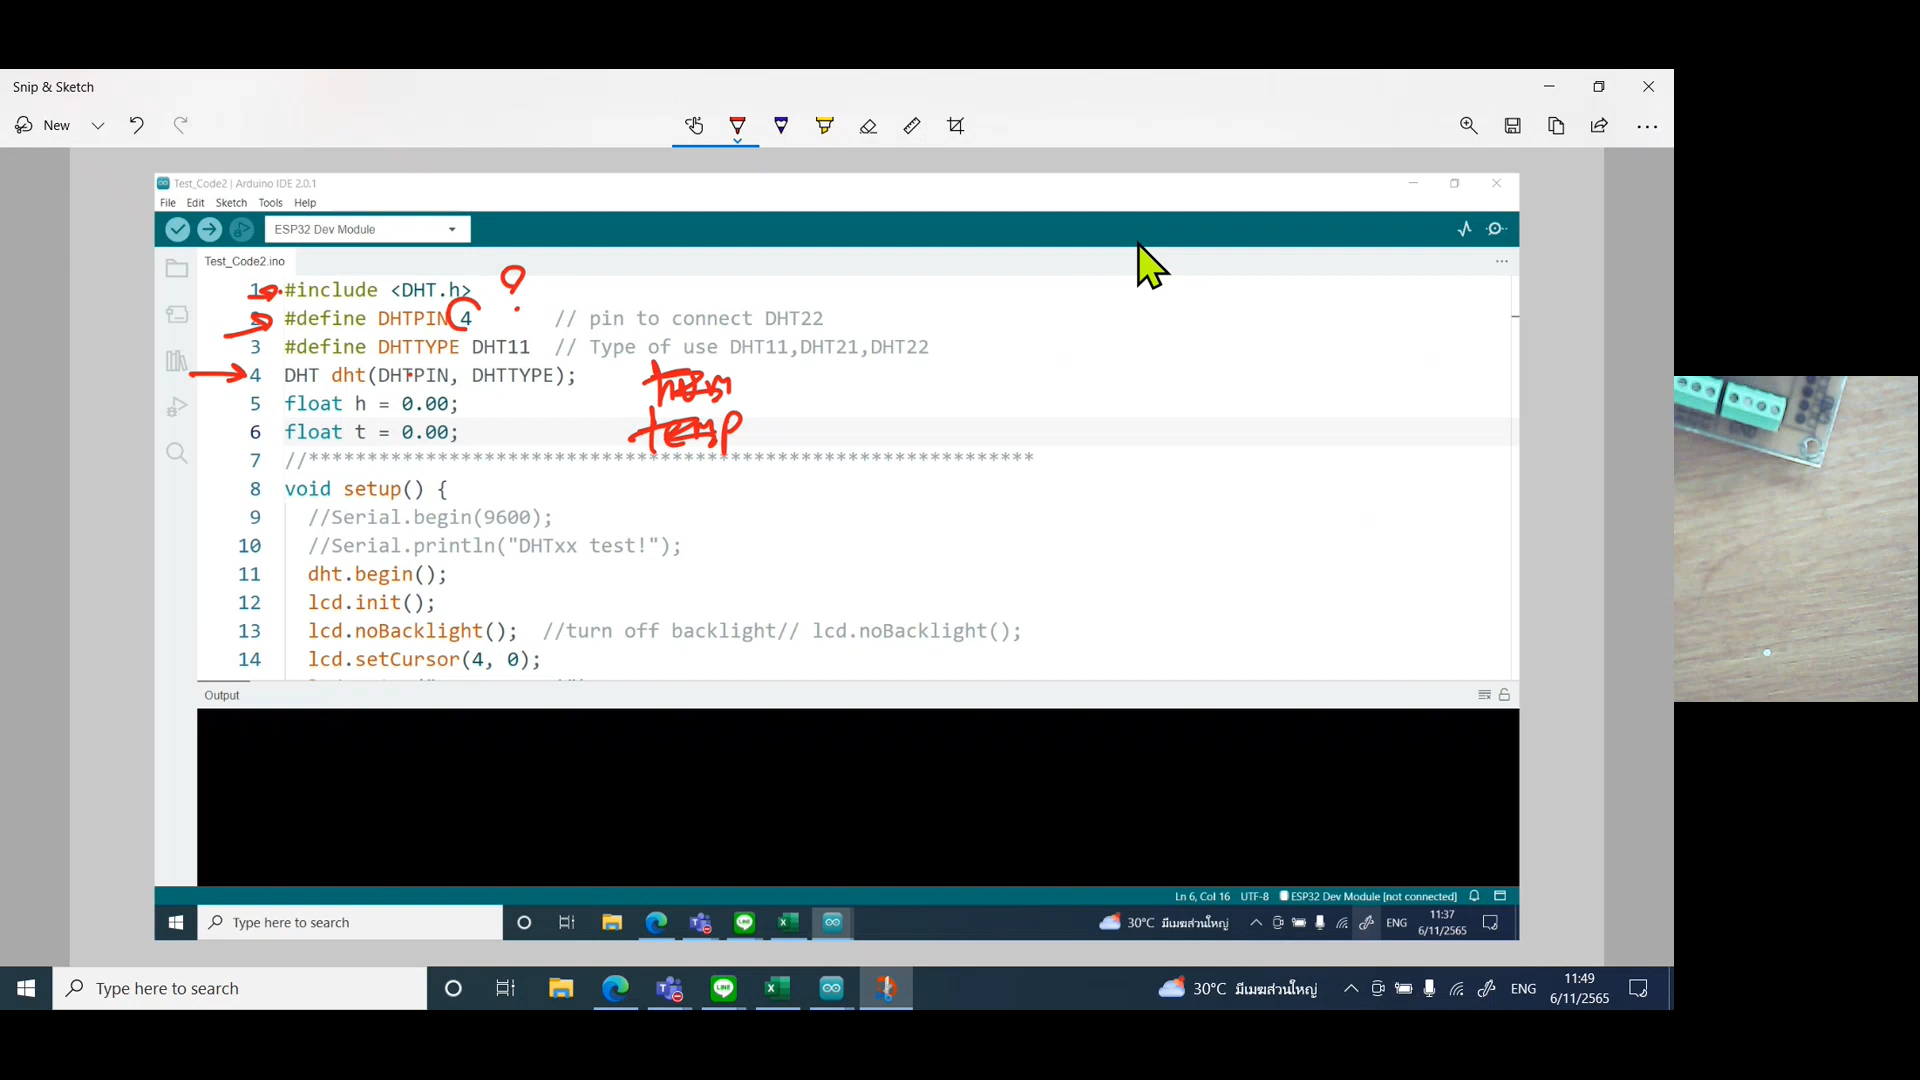 Snip & Sketch
New
Test_Code2 | Arduino IDE 2.0.1
File Edit Sketch Tools Help
ESP32 Dev Module
Test_Code2.ino
?
1 #include <DHT.h>
2 #define DHTPIN 4 // pin to connect DHT22
3 #define DHTTYPE DHT11 // Type of use DHT11,DHT21,DHT22
4 DHT dht(DHTPIN, DHTTYPE);
5 float h = 0.00;
temp
6 float t = 0.00;
7 //**************************************************************
8 void setup() {
9 //Serial.begin(9600);
10 //Serial.println("DHTxx test!");
11 dht.begin();
12 lcd.init();
13 lcd.noBacklight(); //turn off backlight// lcd.noBacklight();
14 lcd.setCursor(4, 0);
Output
Ln 6, Col 16 UTF-8 ESP32 Dev Module [not connected]
Type here to search
LINE
30°C มีเมฆส่วนใหญ่
ENG
11:37
6/11/2565
Type here to search
LINE
30°C มีเมฆส่วนใหญ่
ENG
11:49
6/11/2565